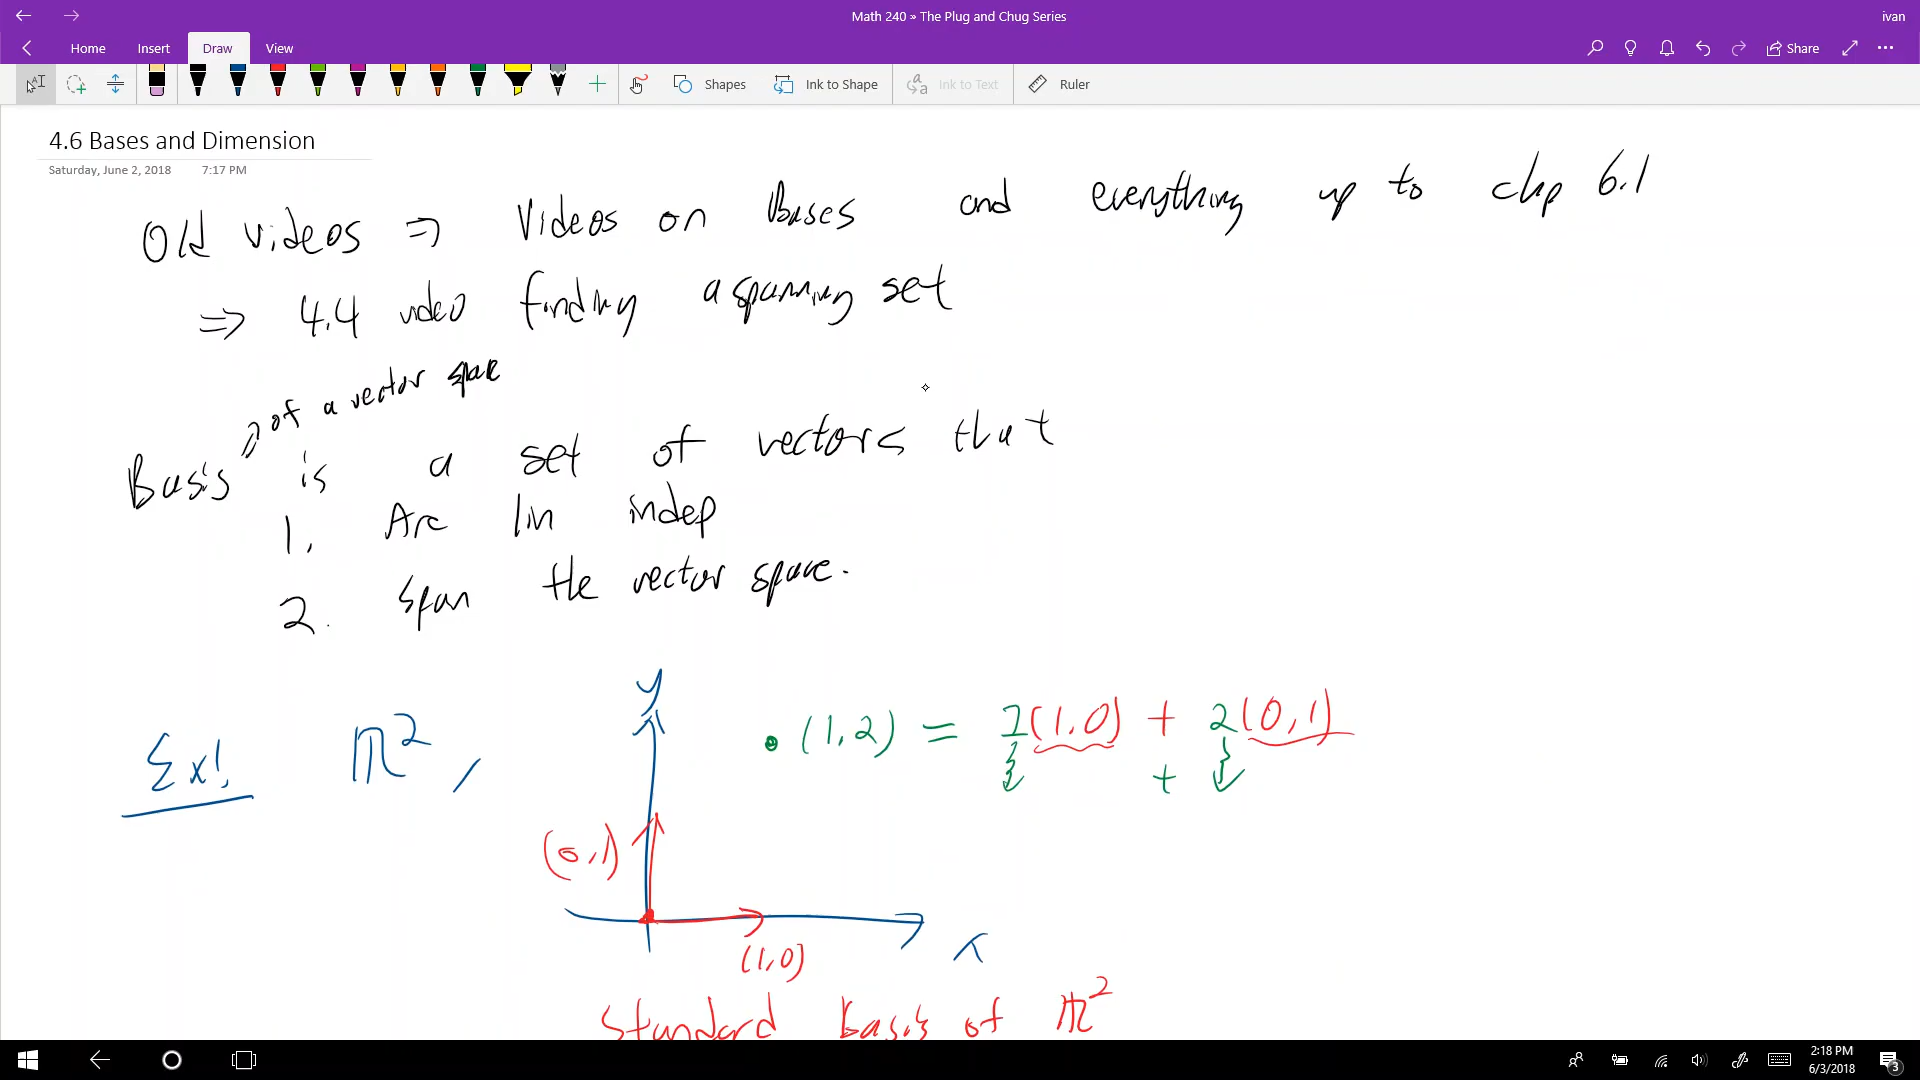 Math 240 » The Plug and Chug Series
ivan
Home Insert Draw View
Share
Shapes Ink to Shape Ink to Text Ruler
4.6 Bases and Dimension
Saturday, June 2, 2018 7:17 PM
Old videos ⇒ Videos on Bases and everything up to chp 6.1
⇒ 4.4 video finding a spanning set
of a vector space
Basis is a set of vectors that
1. Are lin indep
2. Span the vector space.
Ex! ℝ²,
y
• (1,2) = 1(1,0) + 2(0,1)
+
(0,1)
x
(1,0)
Standard Basis of ℝ²
2:18 PM
6/3/2018
3